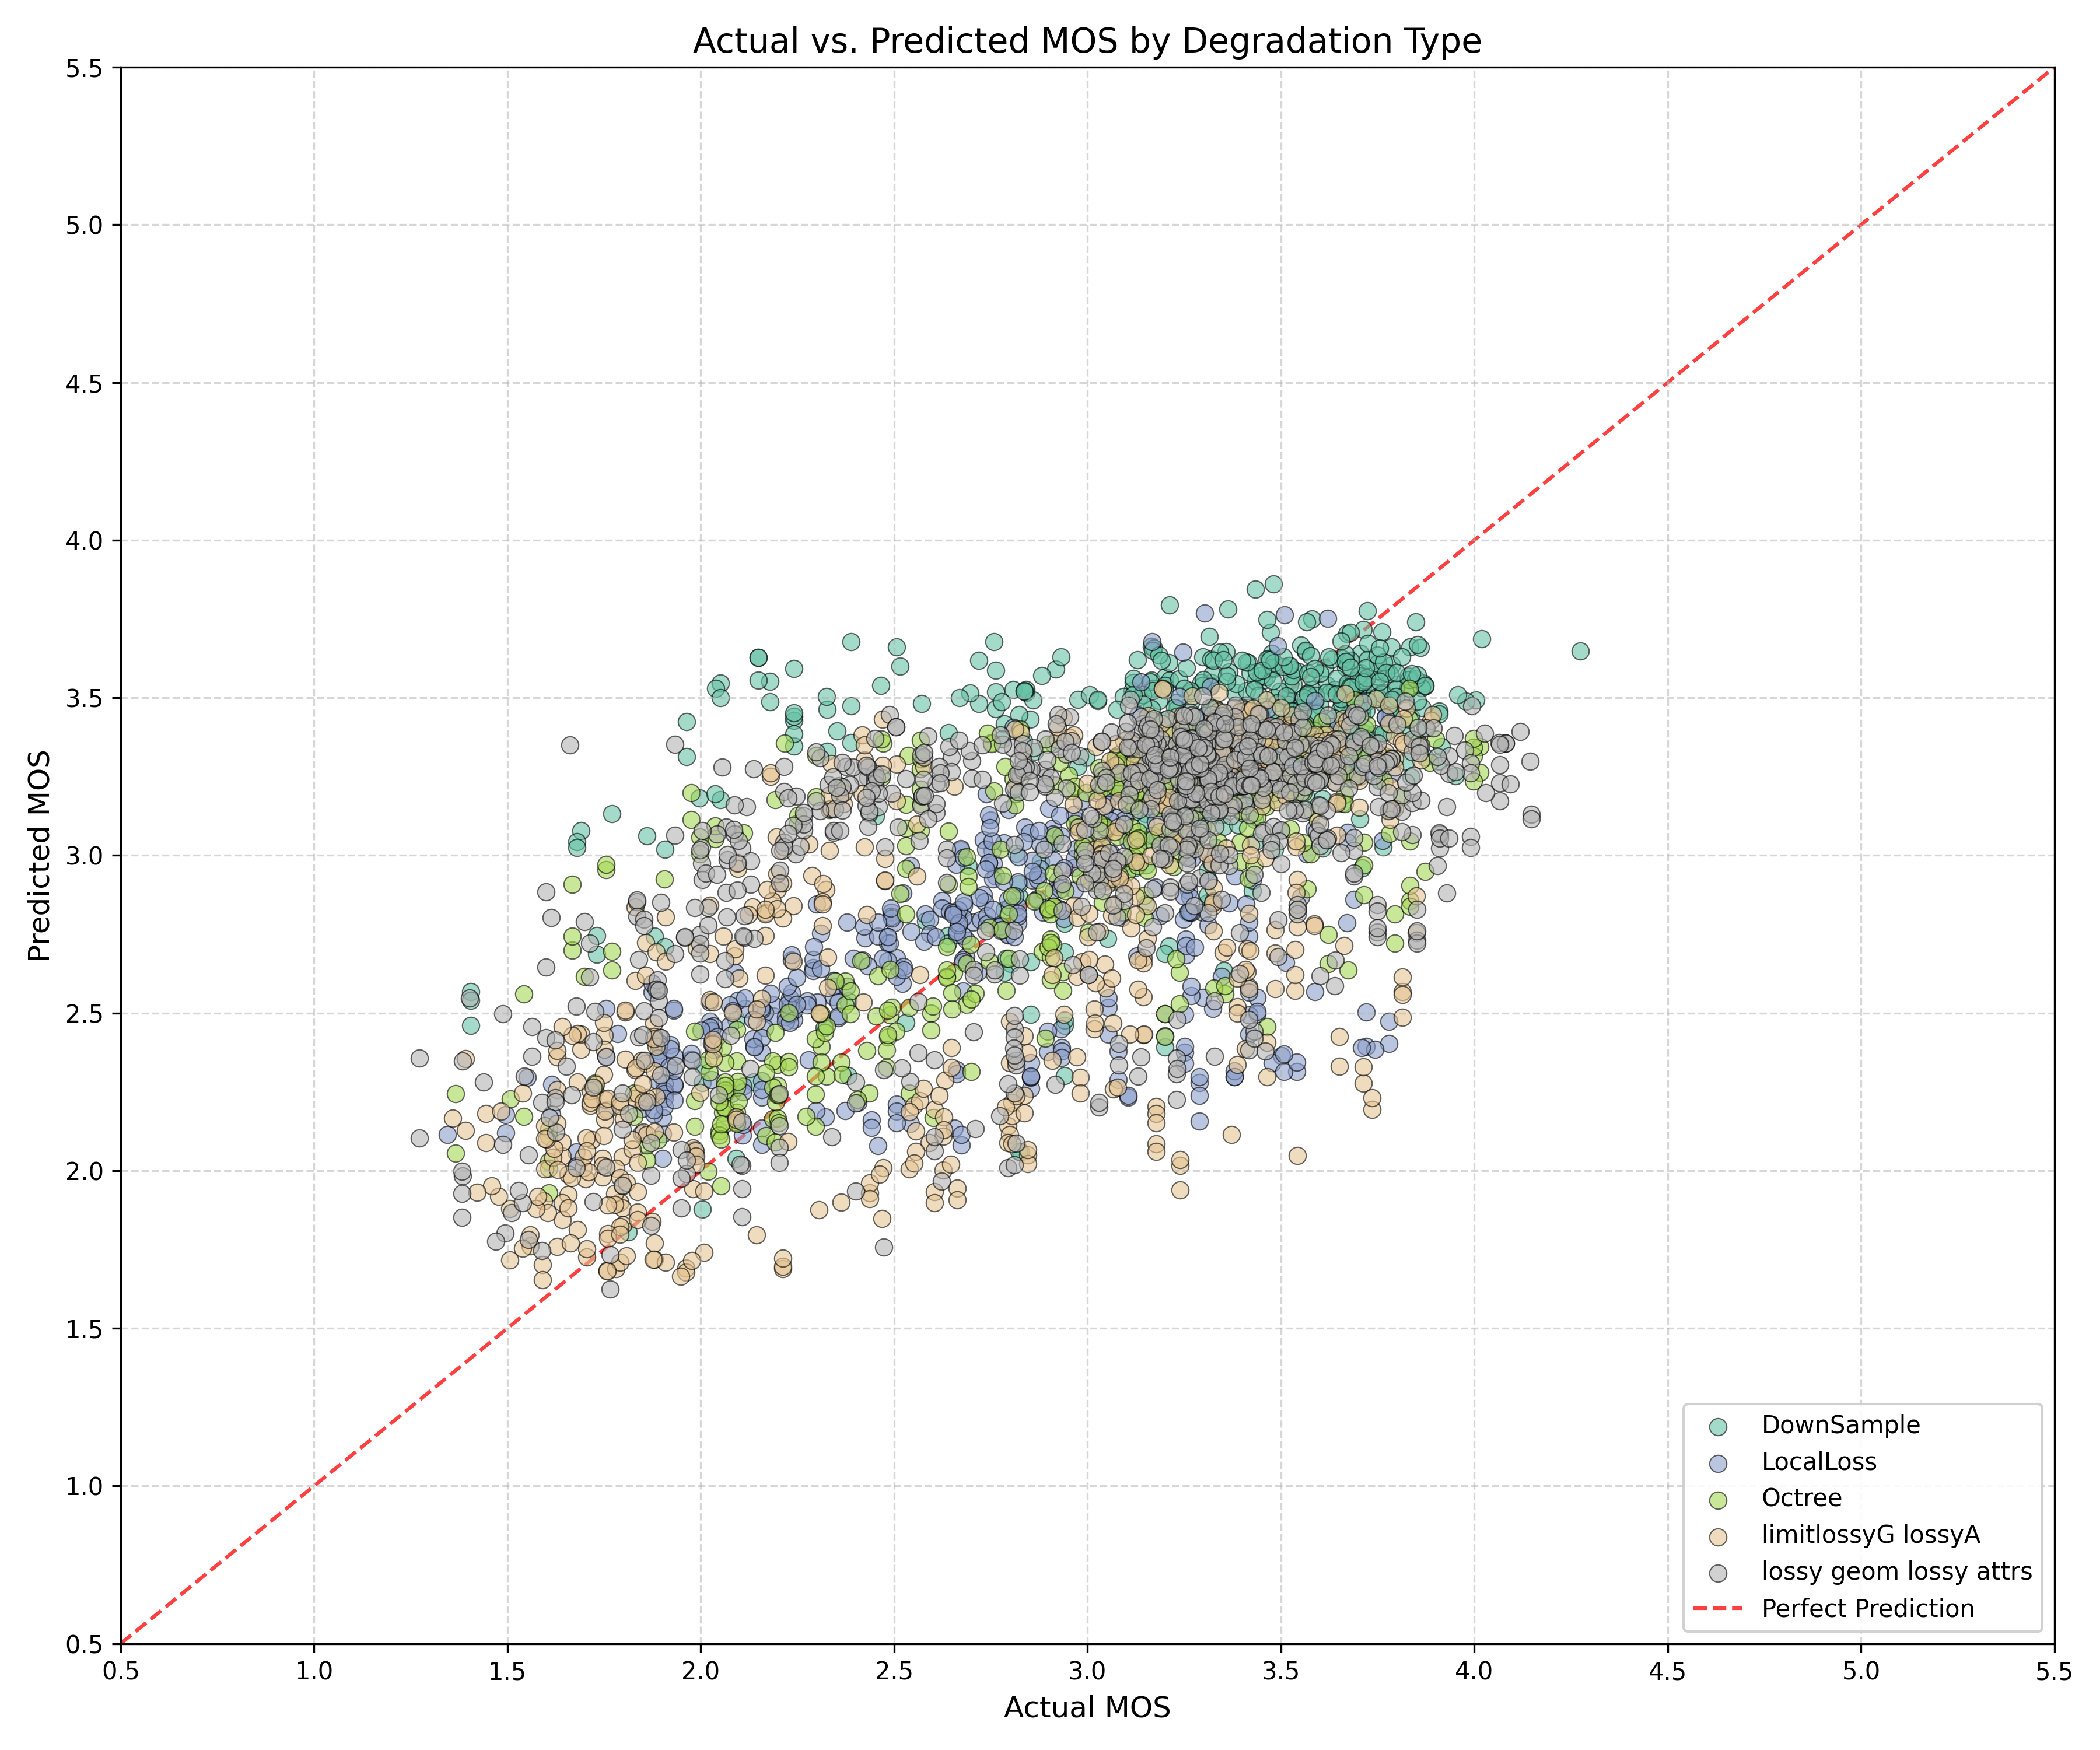 Actual vs. Predicted MOS by Degradation Type
5.5
5.0
4.5
4.0
3.5
3.0
2.5
2.0
1.5
1.0
0.5
Predicted MOS
0.5 1.0 1.5 2.0 2.5 3.0 3.5 4.0 4.5 5.0 5.5
Actual MOS
DownSample
LocalLoss
Octree
limitlossyG lossyA
lossy geom lossy attrs
Perfect Prediction